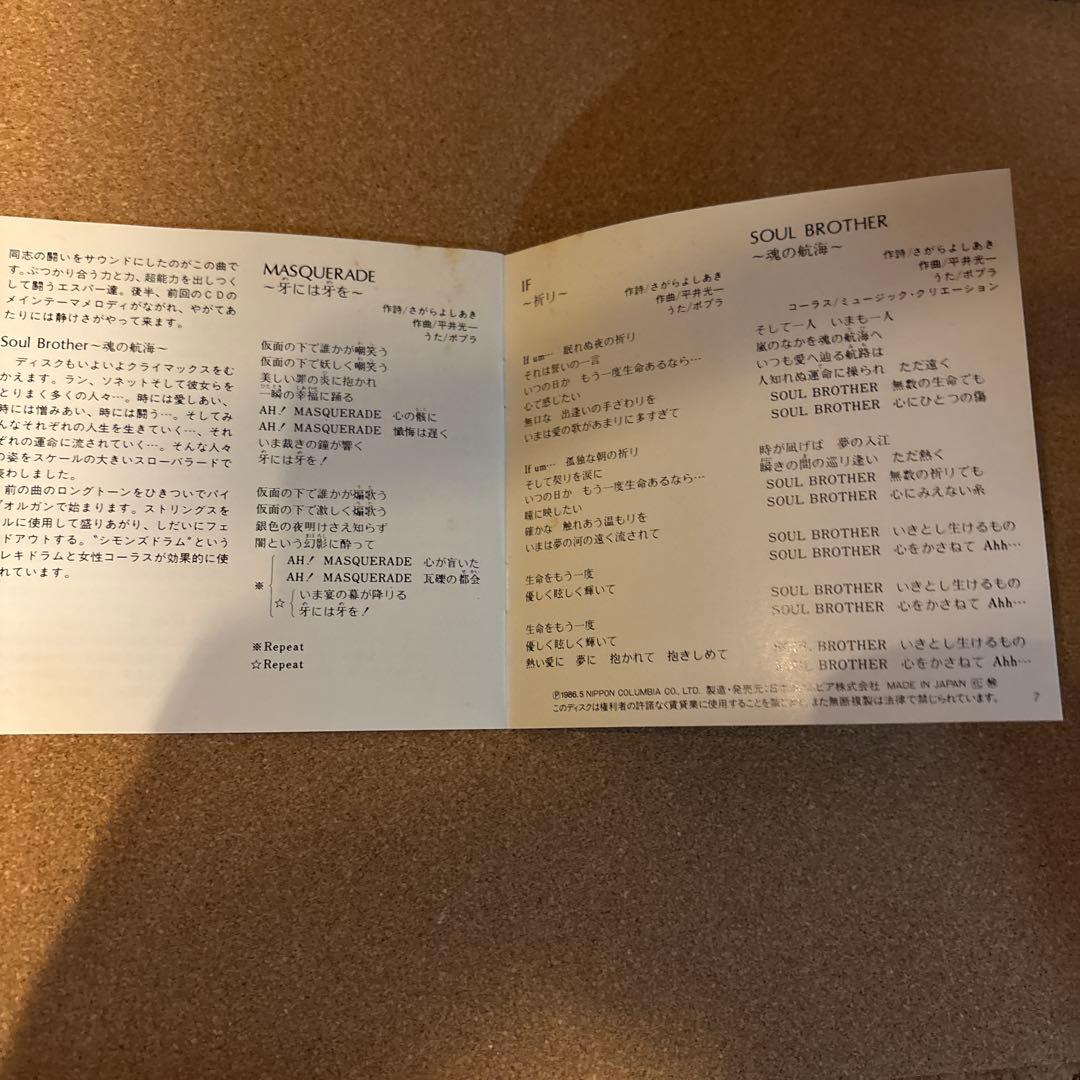 同志の闘いをサウンドにしたのがこの曲で
す。ぶつかり合う力と力、超能力を出しつく
して闘うエスパー達。後半、前回のCDの
メインテーマメロディがながれ、やがてあ
たりには静けさがやって来ます。
Soul Brother〜魂の航海〜
ディスクもいよいよクライマックスをむ
かえます。ラン、ソネットそして彼女らを
とりまく多くの人々…。時には愛しあい、
時には憎みあい、時には闘う…。そしてみ
んなそれぞれの人生を生きていく…、それ
ぞれの運命に流されていく…。そんな人々
の姿をスケールの大きいスローバラードで
表わしました。
前の曲のロングトーンをひきついでパイ
プオルガンで始まります。ストリングスを
ルに使用して盛りあがり、しだいにフェ
ードアウトする。“シモンズドラム”という
レキドラムと女性コーラスが効果的に使
れています。
MASQUERADE
〜牙には牙を〜
作詩/さがらよしあき
作曲/平井光一
うた/ポプラ
仮面の下で誰かが嘲笑う
仮面の下で妖しく嘲笑う
美しい罪の炎に抱かれ
一瞬の幸福に踊る
AH! MASQUERADE 心の骸に
AH! MASQUERADE 懺悔は遅く
いま裁きの鐘が響く
牙には牙を!
仮面の下で誰かが煽歌う
仮面の下で激しく煽歌う
銀色の夜明けさえ知らず
闇という幻影に酔って
AH! MASQUERADE 心が盲いた
※ AH! MASQUERADE 瓦礫の都会
☆ いま宴の幕が降りる
牙には牙を!
※Repeat
☆Repeat
IF
〜祈り〜
作詩/さがらよしあき
作曲/平井光一
うた/ポプラ
If um… 眠れぬ夜の祈り
それは誓いの一言
いつの日か もう一度生命あるなら…
心で感じたい
無口な 出逢いの手ざわりを
いまは愛の歌があまりに多すぎて
If um… 孤独な朝の祈り
そして契りを涙に
いつの日か もう一度生命あるなら…
瞳に映したい
確かな 触れあう温もりを
いまは夢の河の遠く流されて
生命をもう一度
優しく眩しく輝いて
生命をもう一度
優しく眩しく輝いて
熱い愛に 夢に 抱かれて 抱きしめて
SOUL BROTHER
〜魂の航海〜
作詩/さがらよしあき
作曲/平井光一
うた/ポプラ
コーラス/ミュージック・クリエーション
そして一人 いまも一人
嵐のなかを魂の航海へ
いつも愛へ辿る航路は
人知れぬ運命に操られ ただ遠く
SOUL BROTHER 無数の生命でも
SOUL BROTHER 心にひとつの傷
時が凪げば 夢の入江
瞬きの間の巡り逢い ただ熱く
SOUL BROTHER 無数の祈りでも
SOUL BROTHER 心にみえない糸
SOUL BROTHER いきとし生けるもの
SOUL BROTHER 心をかさねて Ahh…
SOUL BROTHER いきとし生けるもの
SOUL BROTHER 心をかさねて Ahh…
SOUL BROTHER いきとし生けるもの
SOUL BROTHER 心をかさねて Ahh…
Ⓟ1986.5 NIPPON COLUMBIA CO., LTD. 製造・発売元:日本コロムビア株式会社 MADE IN JAPAN
このディスクは権利者の許諾なく賃貸業に使用することを禁じます。また無断複製は法律で禁じられています。
7